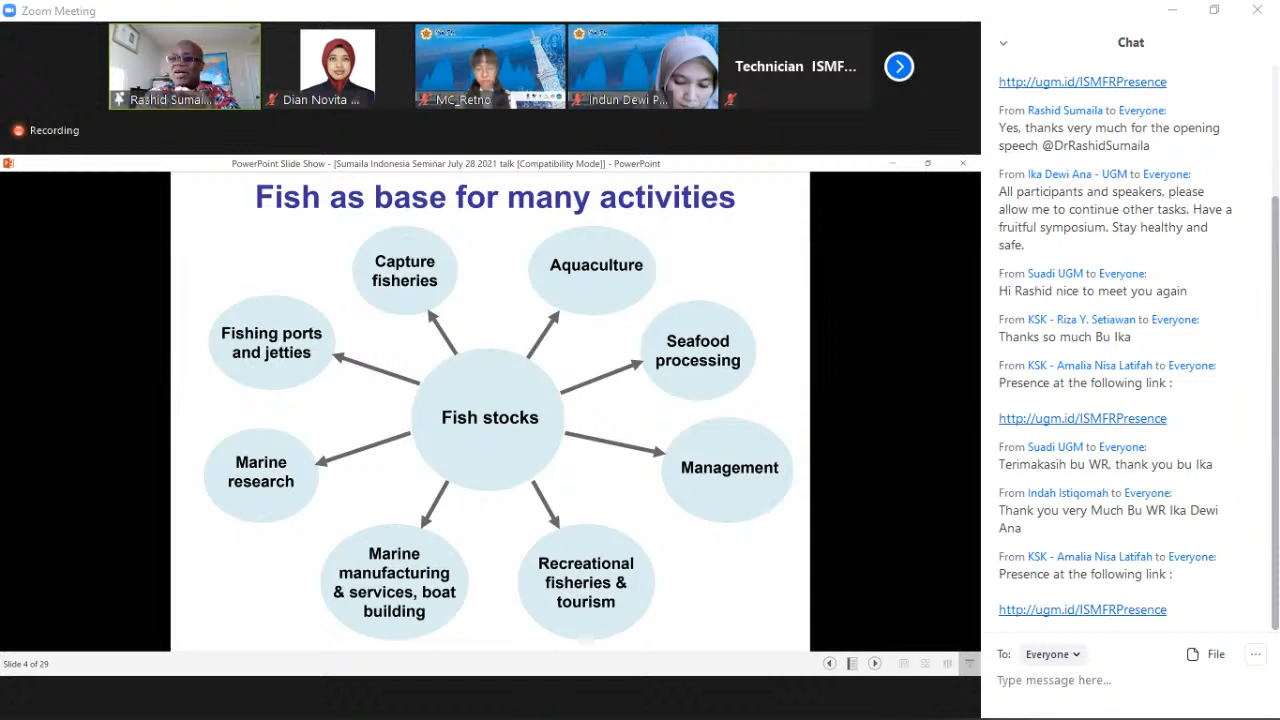 Zoom Meeting
Rashid Sumai...
Dian Novita ...
MC_Retno
Indun Dewi P...
Technician ISMF...
Recording
PowerPoint Slide Show - [Sumaila Indonesia Seminar July 28 2021 talk [Compatibility Mode]] - PowerPoint
Fish as base for many activities
Capture
fisheries
Aquaculture
Fishing ports
and jetties
Seafood
processing
Fish stocks
Marine
research
Management
Marine
manufacturing
& services, boat
building
Recreational
fisheries &
tourism
Slide 4 of 29
Chat
http://ugm.id/ISMFRPresence
From Rashid Sumaila to Everyone:
Yes, thanks very much for the opening
speech @DrRashidSumaila
From Ika Dewi Ana - UGM to Everyone:
All participants and speakers, please
allow me to continue other tasks. Have a
fruitful symposium. Stay healthy and
safe.
From Suadi UGM to Everyone:
Hi Rashid nice to meet you again
From KSK - Riza Y. Setiawan to Everyone:
Thanks so much Bu Ika
From KSK - Amalia Nisa Latifah to Everyone:
Presence at the following link :
http://ugm.id/ISMFRPresence
From Suadi UGM to Everyone:
Terimakasih bu WR, thank you bu Ika
From Indah Istiqomah to Everyone:
Thank you very Much Bu WR Ika Dewi
Ana
From KSK - Amalia Nisa Latifah to Everyone:
Presence at the following link :
http://ugm.id/ISMFRPresence
To: Everyone
File
Type message here...